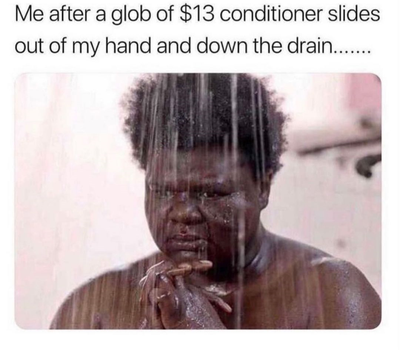 Me after a glob of $13 conditioner slides
out of my hand and down the drain.......